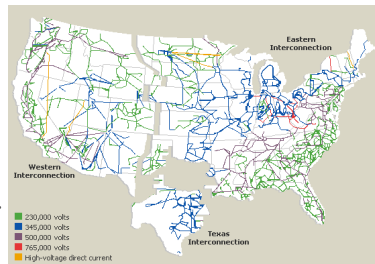 Eastern
Interconnection
Western
Interconnection
Texas
Interconnection
230,000 volts
345,000 volts
500,000 volts
765,000 volts
High-voltage direct current